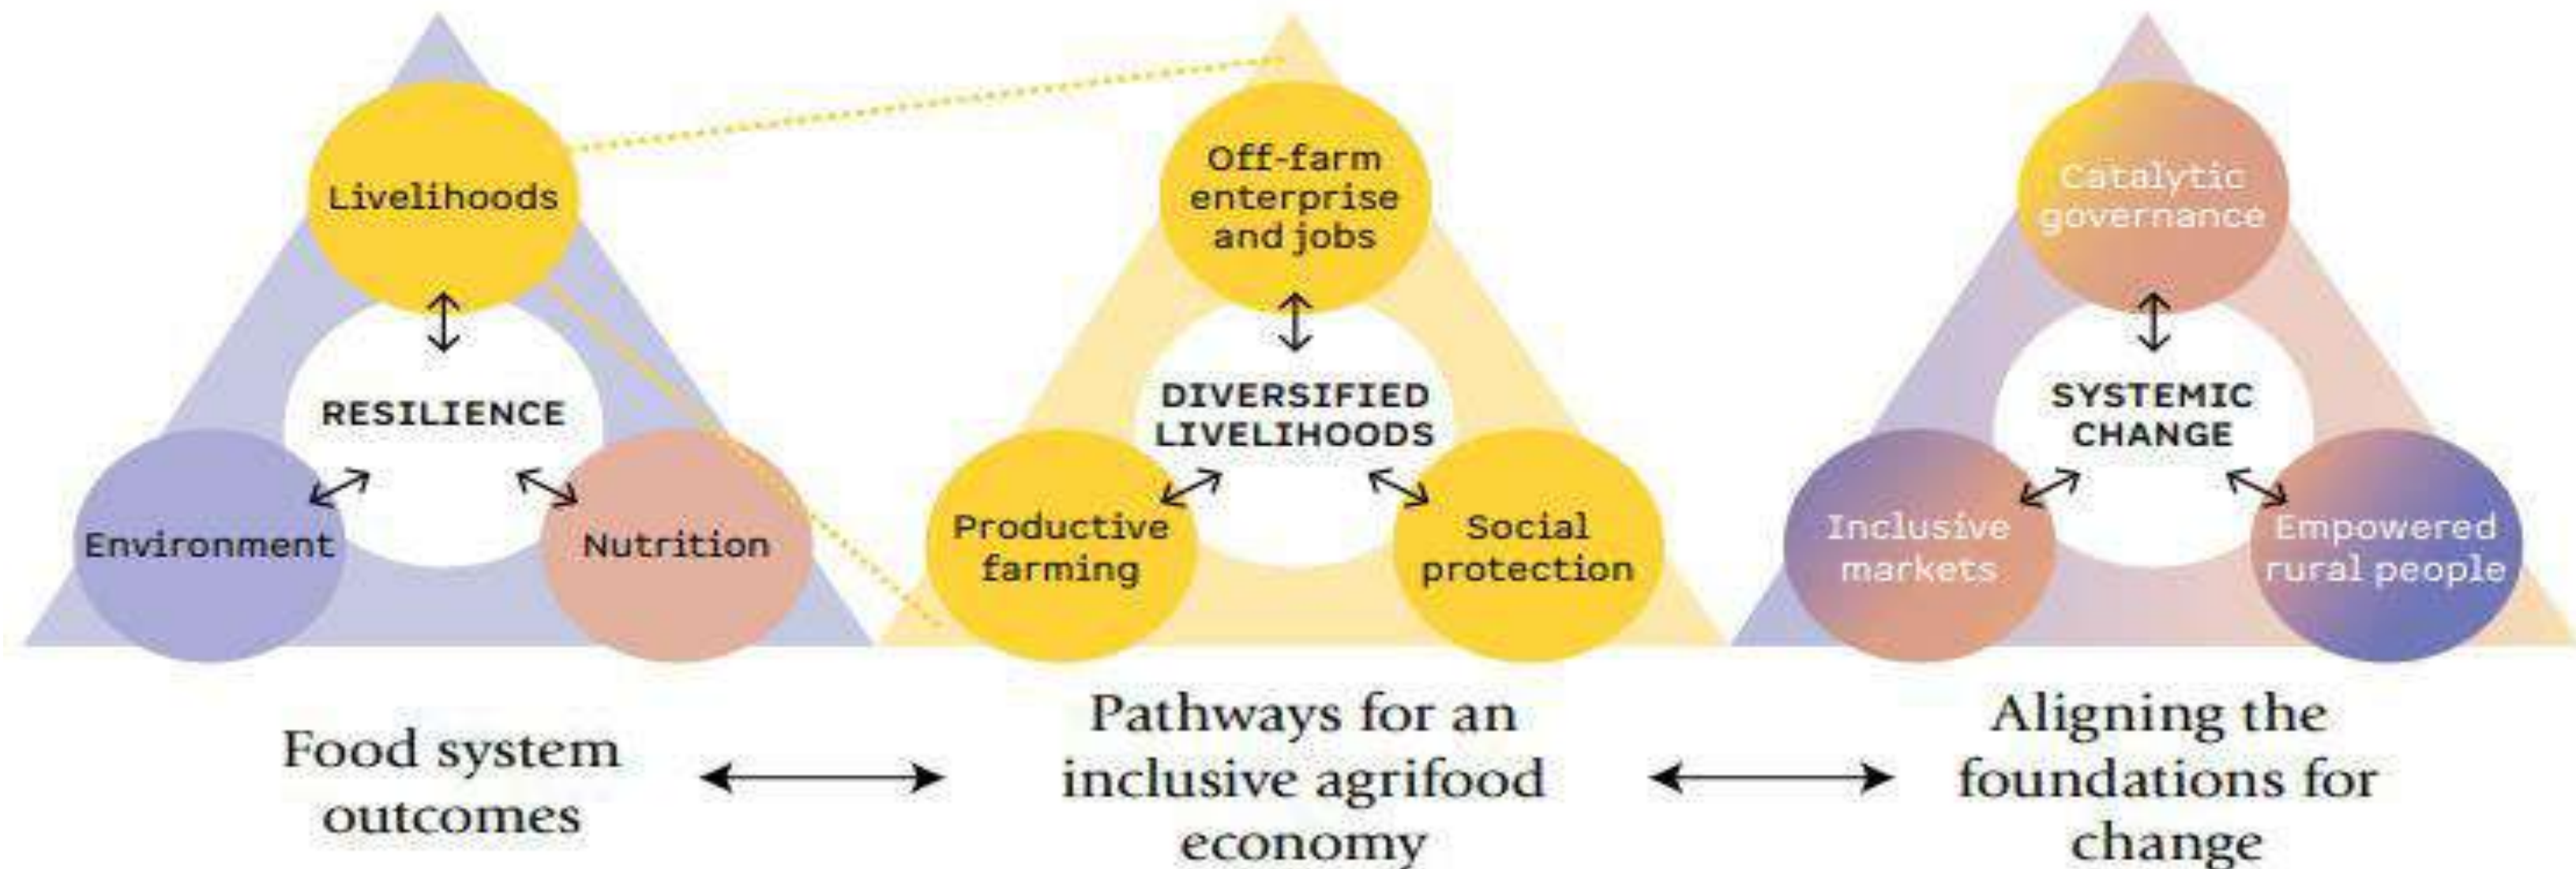 Livelihoods
RESILIENCE
Environment
Nutrition
Food system
outcomes
Off-farm
enterprise
and jobs
DIVERSIFIED
LIVELIHOODS
Productive
farming
Social
protection
Pathways for an
inclusive agrifood
economy
Catalytic
governance
SYSTEMIC
CHANGE
Inclusive
markets
Empowered
rural people
Aligning the
foundations for
change